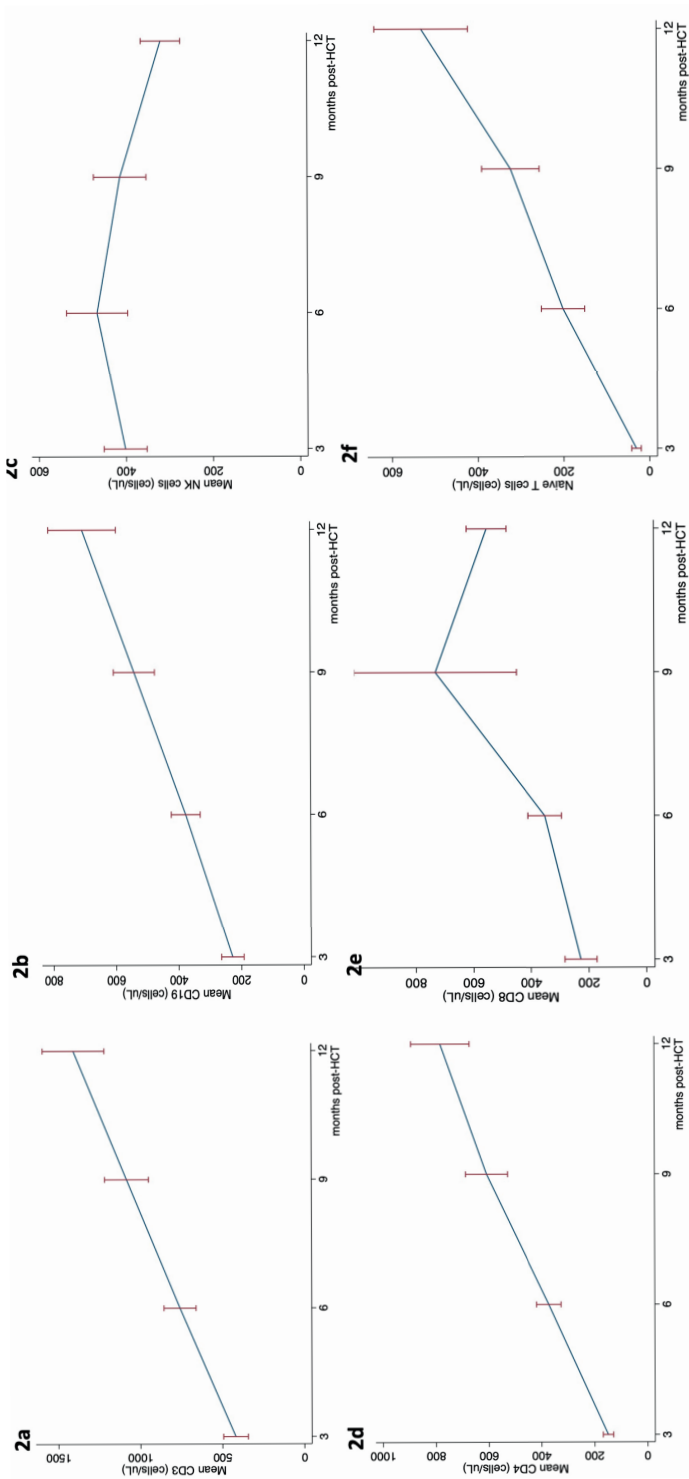 2a
Mean CD3 (cells/uL)
1500
1000
500
0
3
6
9
12
months post-HCT
2b
Mean CD19 (cells/uL)
800
600
400
200
0
3
6
9
12
months post-HCT
2c
Mean NK cells (cells/uL)
600
400
200
0
3
6
9
12
months post-HCT
2d
Mean CD4 (cells/uL)
1000
800
600
400
200
0
3
6
9
12
months post-HCT
2e
Mean CD8 (cells/uL)
800
600
400
200
0
3
6
9
12
months post-HCT
2f
Naive T cells (cells/uL)
600
400
200
0
3
6
9
12
months post-HCT